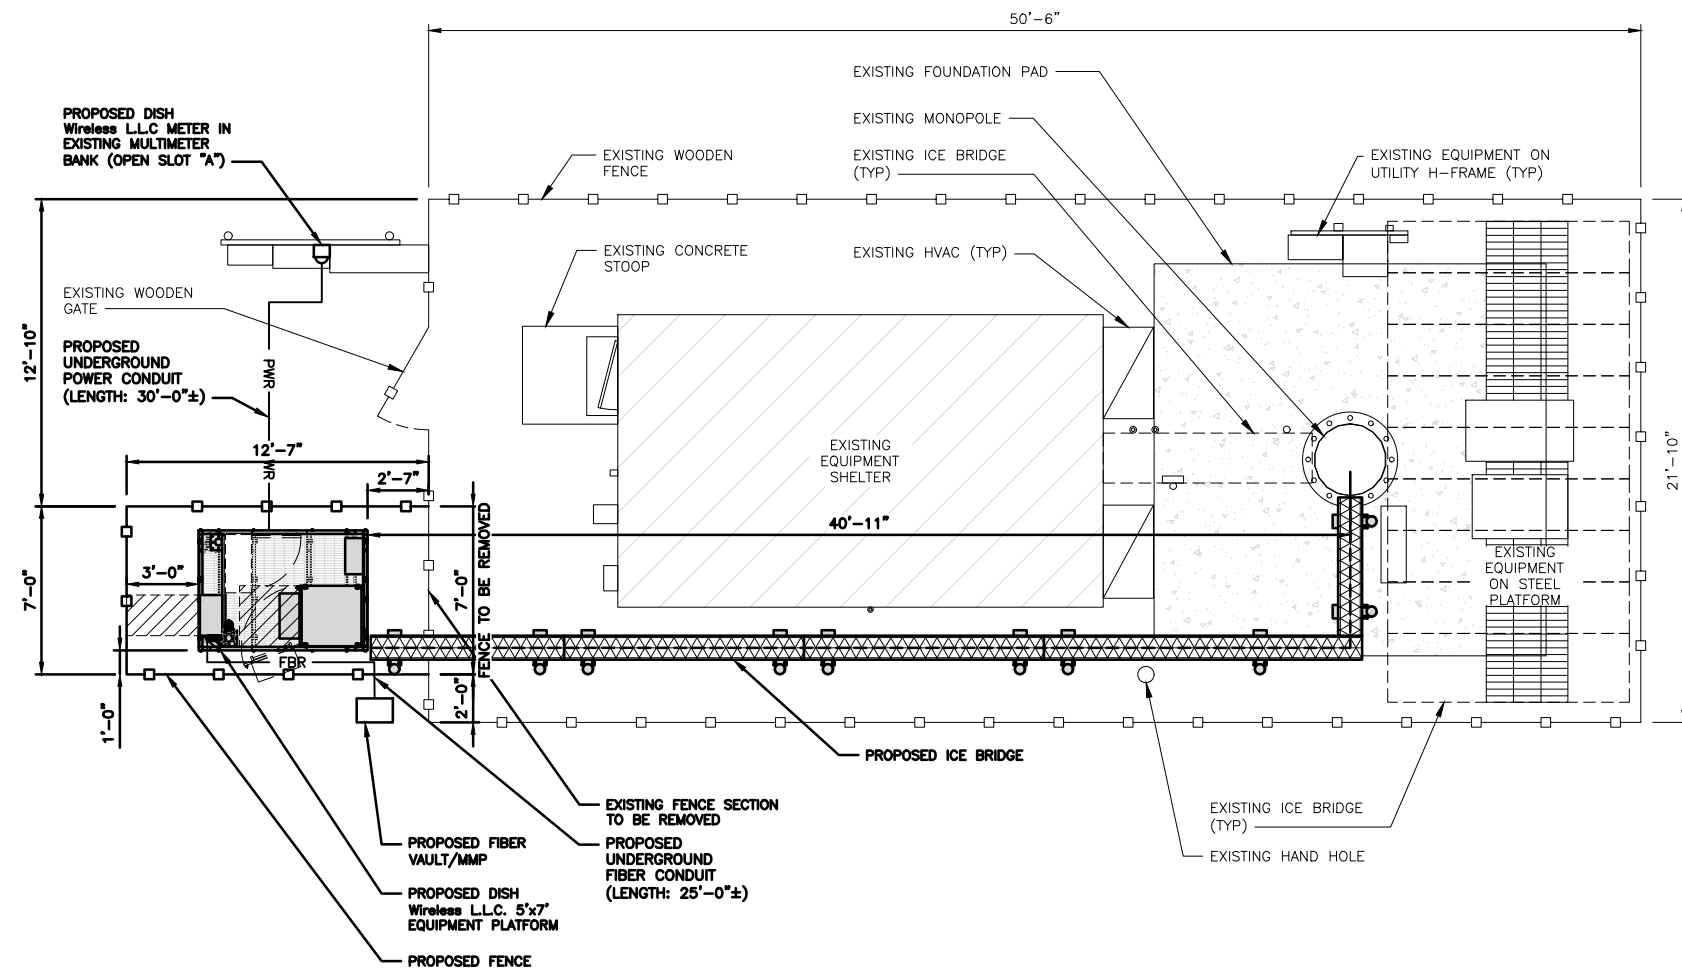 50'-6"
EXISTING FOUNDATION PAD
PROPOSED DISH
Wireless L.L.C METER IN
EXISTING MULTIMETER
BANK (OPEN SLOT "A")
EXISTING MONOPOLE
EXISTING WOODEN
FENCE
EXISTING ICE BRIDGE
(TYP)
EXISTING EQUIPMENT ON
UTILITY H-FRAME (TYP)
EXISTING CONCRETE
STOOP
EXISTING HVAC (TYP)
EXISTING WOODEN
GATE
12'-10"
PROPOSED
UNDERGROUND
POWER CONDUIT
(LENGTH: 30'-0"±)
PWR
12'-7"
PWR
2'-7"
EXISTING
EQUIPMENT
SHELTER
21'-10"
40'-11"
7'-0"
3'-0"
7'-0"
FENCE TO BE REMOVED
EXISTING
EQUIPMENT
ON STEEL
PLATFORM
FBR
1'-0"
2'-0"
PROPOSED ICE BRIDGE
EXISTING FENCE SECTION
TO BE REMOVED
EXISTING ICE BRIDGE
(TYP)
PROPOSED FIBER
VAULT/MMP
PROPOSED
UNDERGROUND
FIBER CONDUIT
(LENGTH: 25'-0"±)
EXISTING HAND HOLE
PROPOSED DISH
Wireless L.L.C. 5'x7'
EQUIPMENT PLATFORM
PROPOSED FENCE